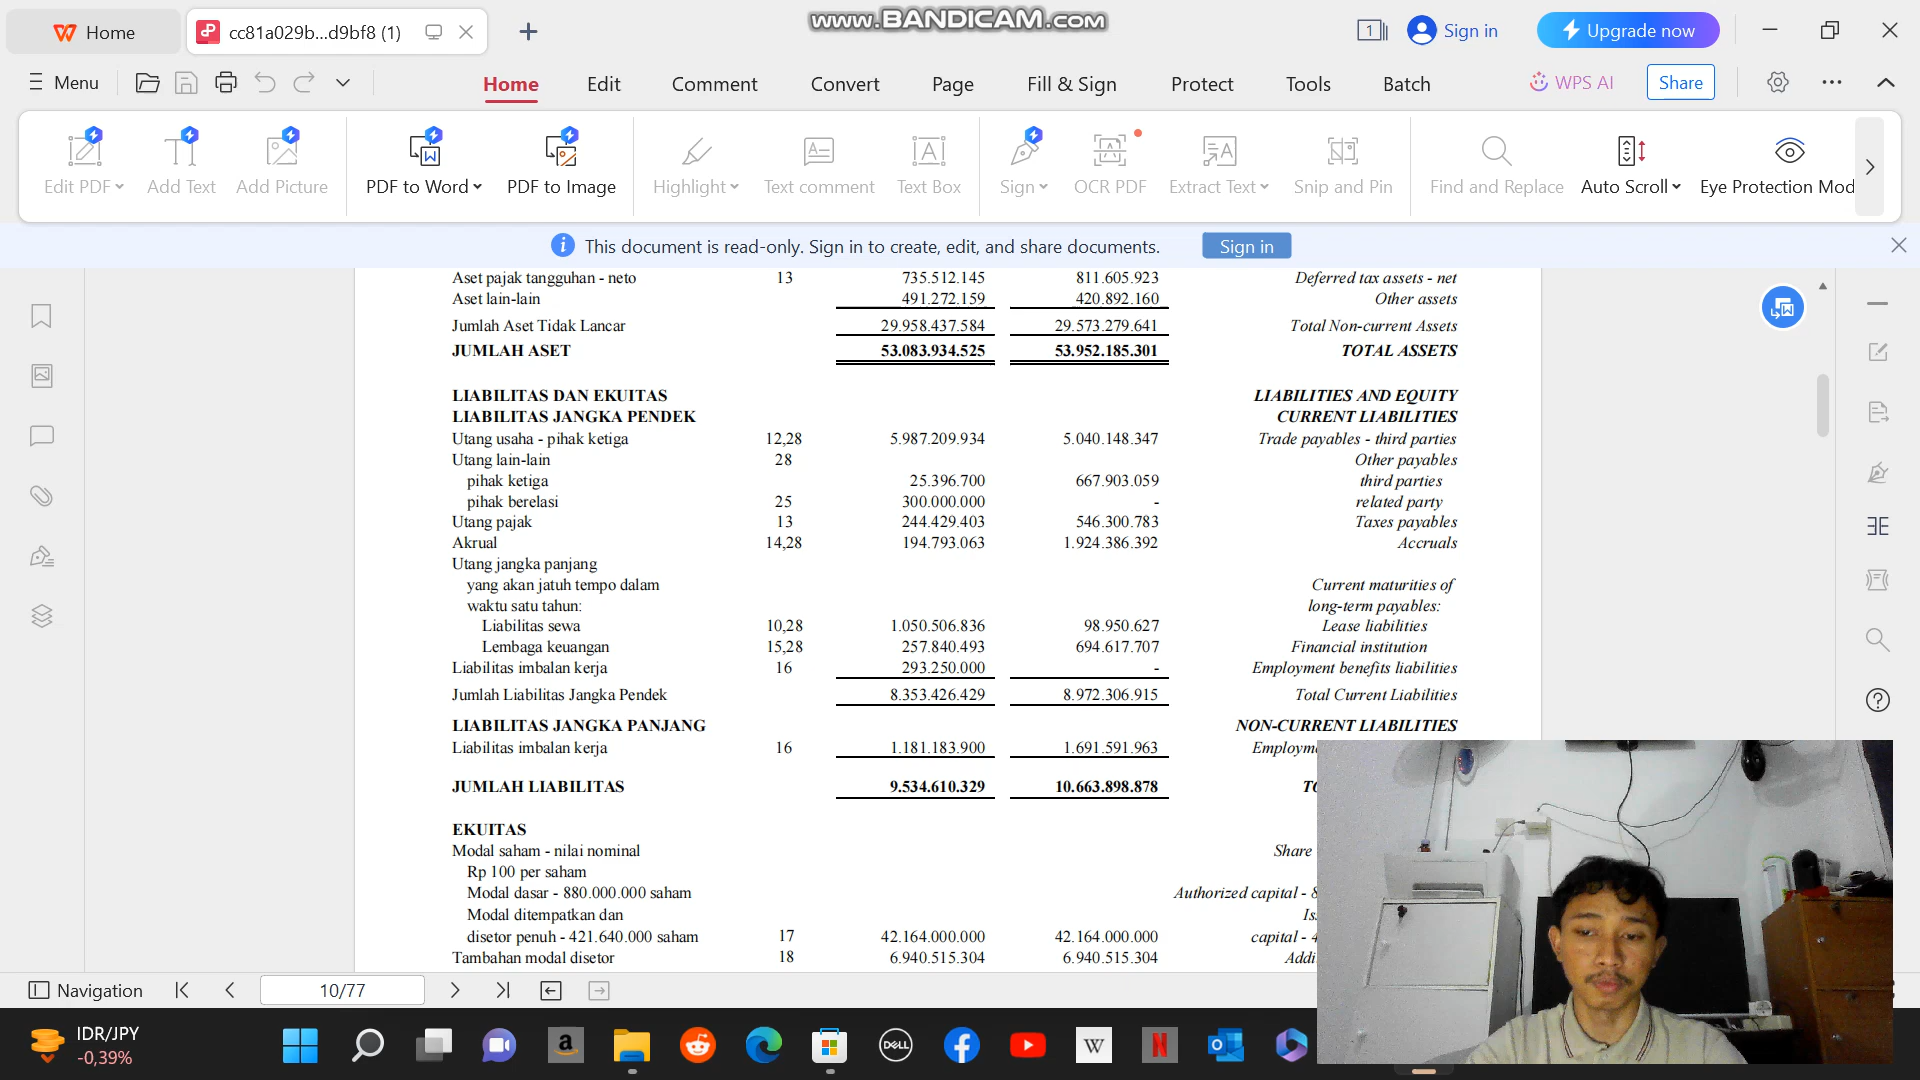 www.BANDICAM.com
Home
cc81a029b...d9bf8 (1)
1
Sign in
Upgrade now
Menu
Home Edit Comment Convert Page Fill & Sign Protect Tools Batch
WPS AI
Share
Edit PDF Add Text Add Picture PDF to Word PDF to Image Highlight Text comment Text Box Sign OCR PDF Extract Text Snip and Pin Find and Replace Auto Scroll Eye Protection Mod
This document is read-only. Sign in to create, edit, and share documents. Sign in
Aset pajak tangguhan - neto 13 735.512.145 811.605.923 Deferred tax assets - net
Aset lain-lain 491.272.159 420.892.160 Other assets
Jumlah Aset Tidak Lancar 29.958.437.584 29.573.279.641 Total Non-current Assets
JUMLAH ASET 53.083.934.525 53.952.185.301 TOTAL ASSETS
LIABILITAS DAN EKUITAS LIABILITIES AND EQUITY
LIABILITAS JANGKA PENDEK CURRENT LIABILITIES
Utang usaha - pihak ketiga 12,28 5.987.209.934 5.040.148.347 Trade payables - third parties
Utang lain-lain 28 Other payables
pihak ketiga 25.396.700 667.903.059 third parties
pihak berelasi 25 300.000.000 - related party
Utang pajak 13 244.429.403 546.300.783 Taxes payables
Akrual 14,28 194.793.063 1.924.386.392 Accruals
Utang jangka panjang
yang akan jatuh tempo dalam Current maturities of
waktu satu tahun: long-term payables:
Liabilitas sewa 10,28 1.050.506.836 98.950.627 Lease liabilities
Lembaga keuangan 15,28 257.840.493 694.617.707 Financial institution
Liabilitas imbalan kerja 16 293.250.000 - Employment benefits liabilities
Jumlah Liabilitas Jangka Pendek 8.353.426.429 8.972.306.915 Total Current Liabilities
LIABILITAS JANGKA PANJANG NON-CURRENT LIABILITIES
Liabilitas imbalan kerja 16 1.181.183.900 1.691.591.963 Employm
JUMLAH LIABILITAS 9.534.610.329 10.663.898.878 TO
EKUITAS
Modal saham - nilai nominal Share
Rp 100 per saham
Modal dasar - 880.000.000 saham Authorized capital - 8
Modal ditempatkan dan Is
disetor penuh - 421.640.000 saham 17 42.164.000.000 42.164.000.000 capital - 4
Tambahan modal disetor 18 6.940.515.304 6.940.515.304 Addi
Navigation 10/77
IDR/JPY
-0,39%
DELL
W
N